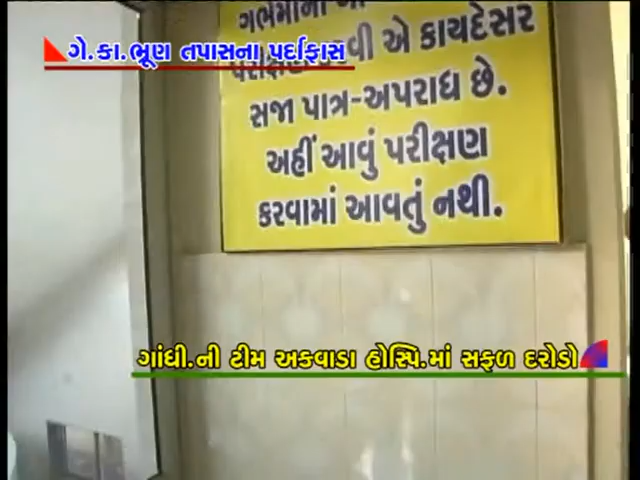 ગે.કા.ભ્રૂણ તપાસના પર્દાફાસ
એ કાયદેસર
સજા પાત્ર-અપરાધ છે.
અહીં આવું પરીક્ષણ
કરવામાં આવતું નથી.
ગાંધી.ની ટીમ અકવાડા હોસ્પિ.માં સફળ દરોડો